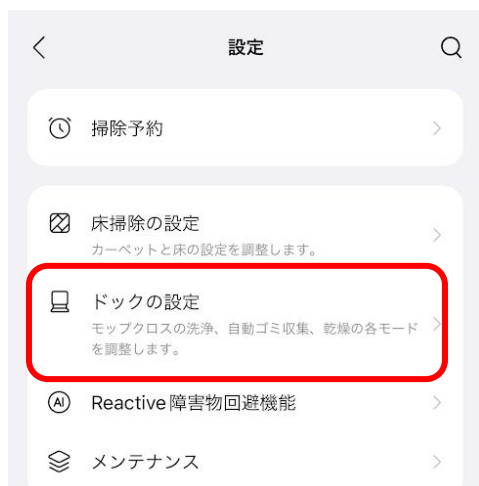 設定
掃除予約
床掃除の設定
カーペットと床の設定を調整します。
ドックの設定
モップクロスの洗浄、自動ゴミ収集、乾燥の各モード
を調整します。
AI
Reactive 障害物回避機能
メンテナンス